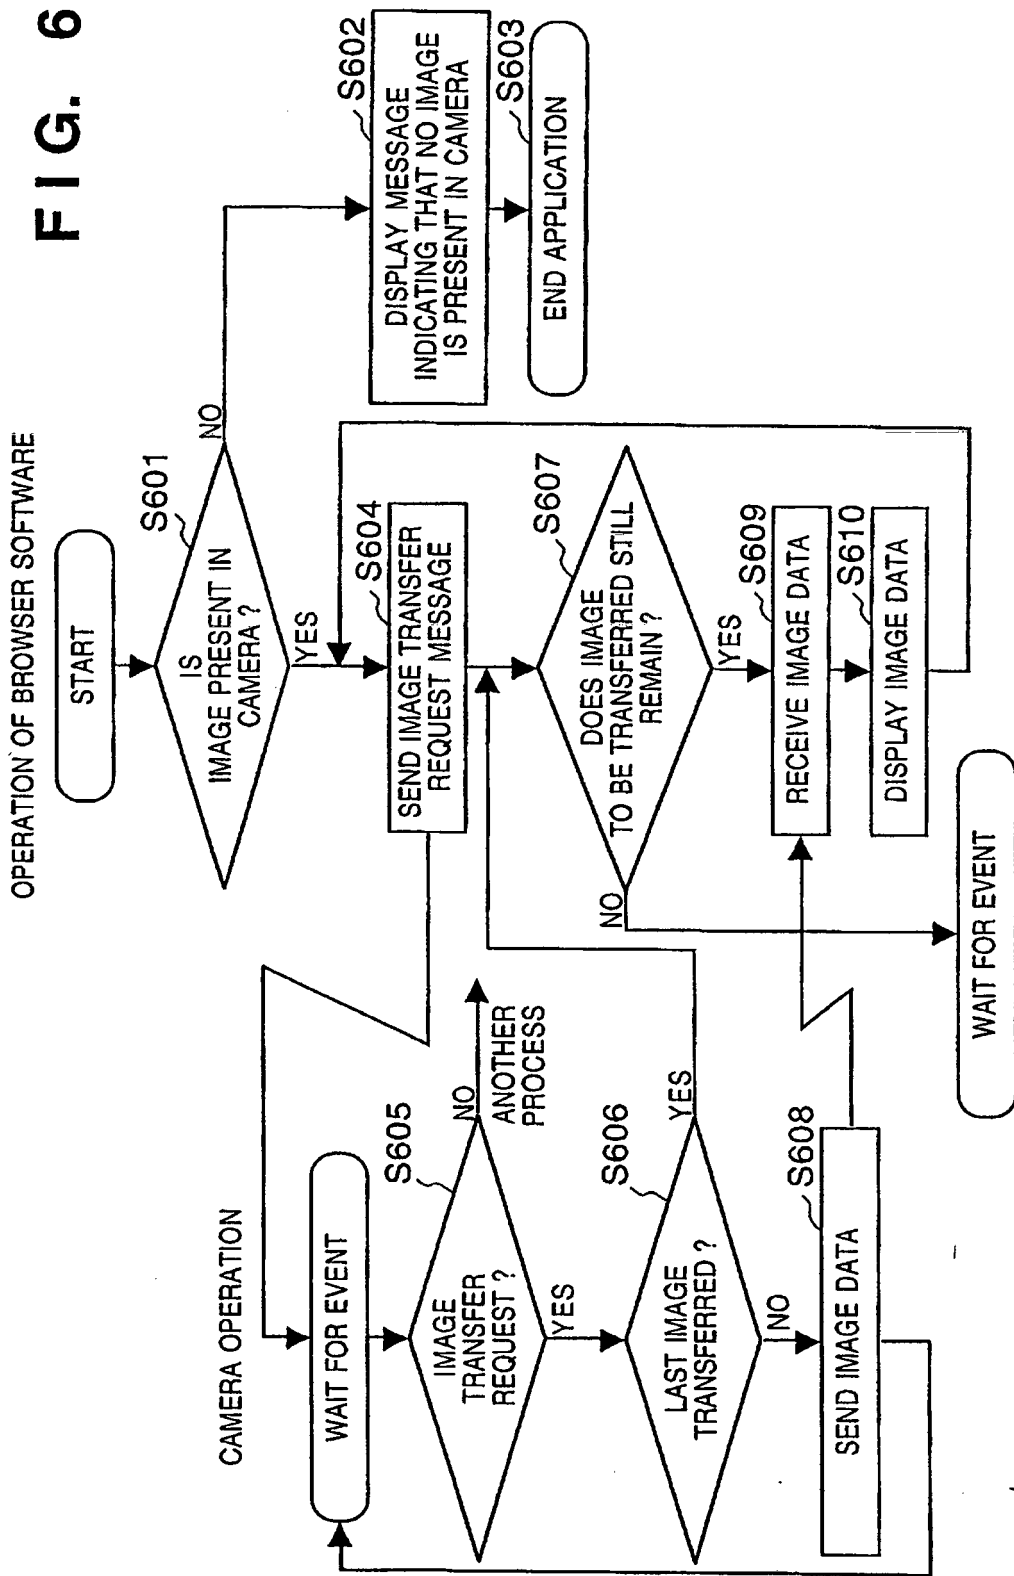 FIG. 6
OPERATION OF BROWSER SOFTWARE
START
S601
IS
IMAGE PRESENT IN
CAMERA ?
NO
YES
S602
DISPLAY MESSAGE
INDICATING THAT NO IMAGE
IS PRESENT IN CAMERA
S603
END APPLICATION
S604
SEND IMAGE TRANSFER
REQUEST MESSAGE
S607
DOES IMAGE
TO BE TRANSFERRED STILL
REMAIN ?
NO
YES
S609
RECEIVE IMAGE DATA
S610
DISPLAY IMAGE DATA
WAIT FOR EVENT
CAMERA OPERATION
WAIT FOR EVENT
S605
IMAGE
TRANSFER
REQUEST ?
NO
ANOTHER
PROCESS
YES
S606
LAST IMAGE
TRANSFERRED ?
YES
NO
S608
SEND IMAGE DATA